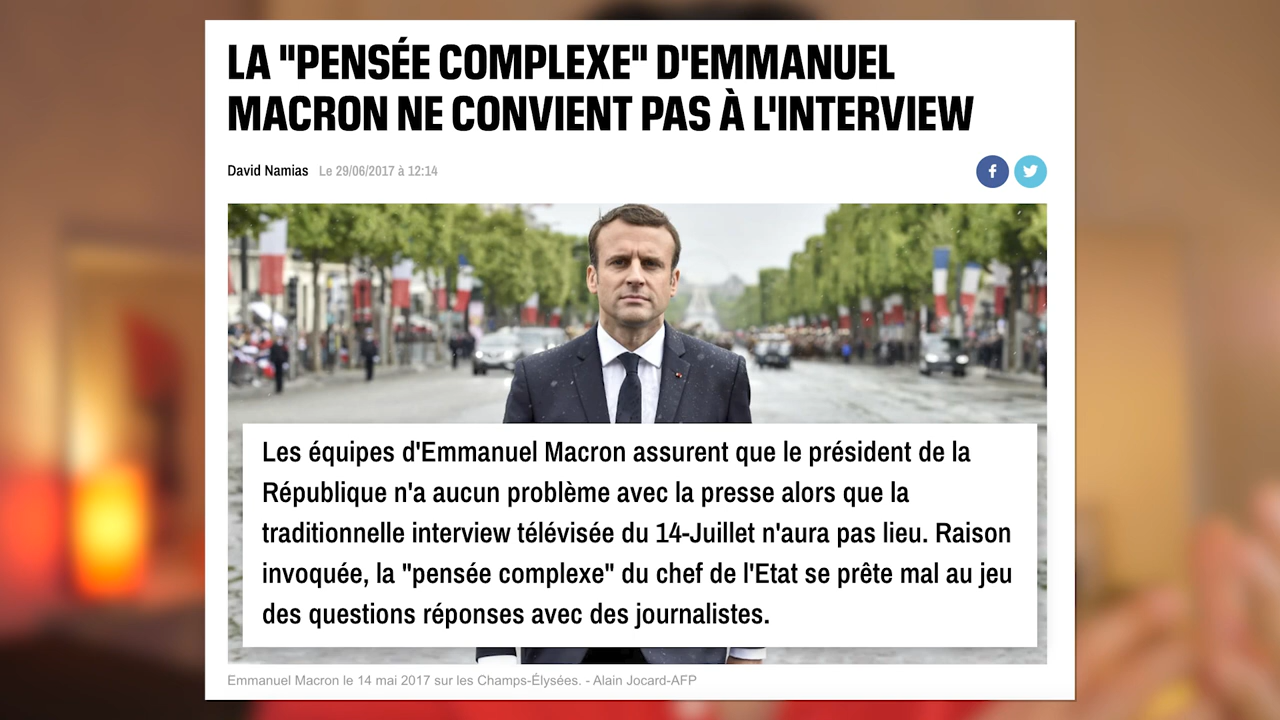 LA "PENSÉE COMPLEXE" D'EMMANUEL
MACRON NE CONVIENT PAS À L'INTERVIEW
David Namias Le 29/06/2017 à 12:14
Les équipes d'Emmanuel Macron assurent que le président de la
République n'a aucun problème avec la presse alors que la
traditionnelle interview télévisée du 14-Juillet n'aura pas lieu. Raison
invoquée, la "pensée complexe" du chef de l'Etat se prête mal au jeu
des questions réponses avec des journalistes.
Emmanuel Macron le 14 mai 2017 sur les Champs-Élysées. - Alain Jocard-AFP